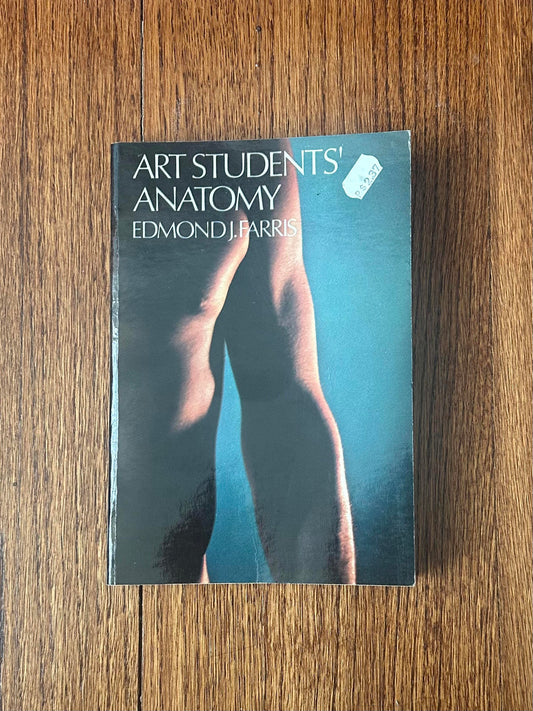 ART STUDENTS'
ANATOMY
EDMOND J. FARRIS